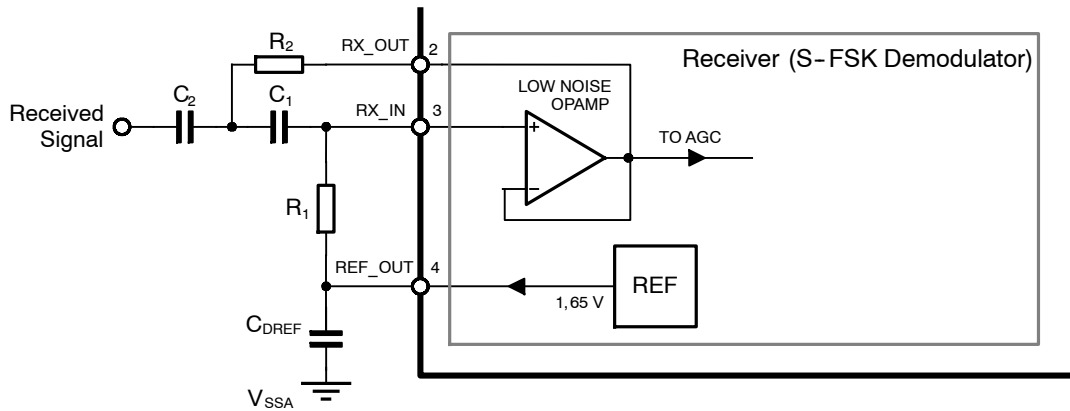 R2
RX_OUT
2
Receiver (S-FSK Demodulator)
LOW NOISE
OPAMP
C2
C1
RX_IN
3
Received
Signal
+
TO AGC
−
R1
REF_OUT
4
REF
1,65 V
CDREF
VSSA